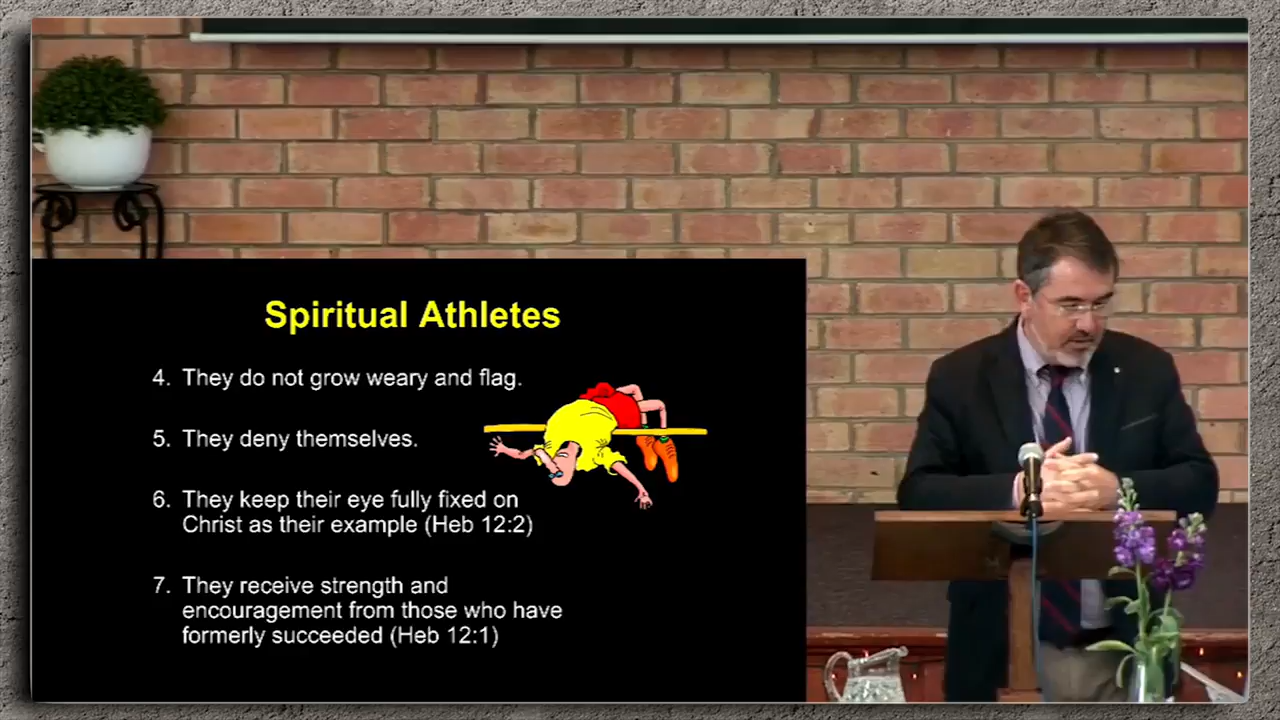 Spiritual Athletes
4. They do not grow weary and flag.
5. They deny themselves.
6. They keep their eye fully fixed on
Christ as their example (Heb 12:2)
7. They receive strength and
encouragement from those who have
formerly succeeded (Heb 12:1)